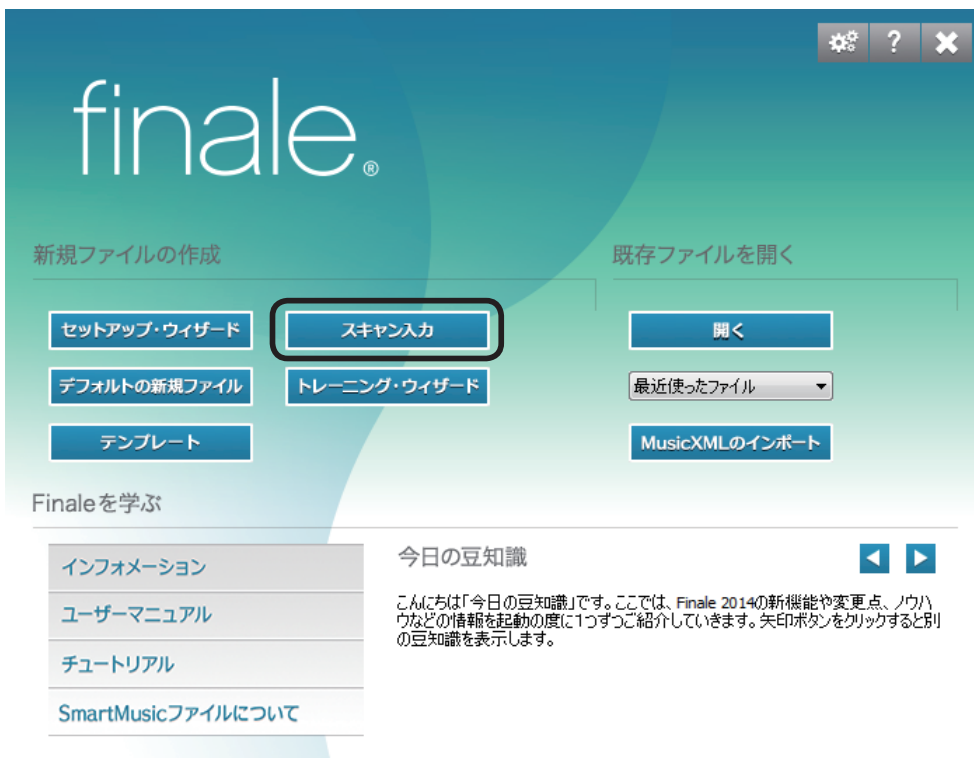 ?
finale®
新規ファイルの作成
既存ファイルを開く
セットアップ・ウィザード
スキャン入力
開く
デフォルトの新規ファイル
トレーニング・ウィザード
最近使ったファイル
テンプレート
MusicXMLのインポート
Finaleを学ぶ
インフォメーション
ユーザーマニュアル
チュートリアル
SmartMusicファイルについて
今日の豆知識
こんにちは「今日の豆知識」です。ここでは、Finale 2014の新機能や変更点、ノウハ
ウなどの情報を起動の度に1つずつご紹介していきます。矢印ボタンをクリックすると別
の豆知識を表示します。